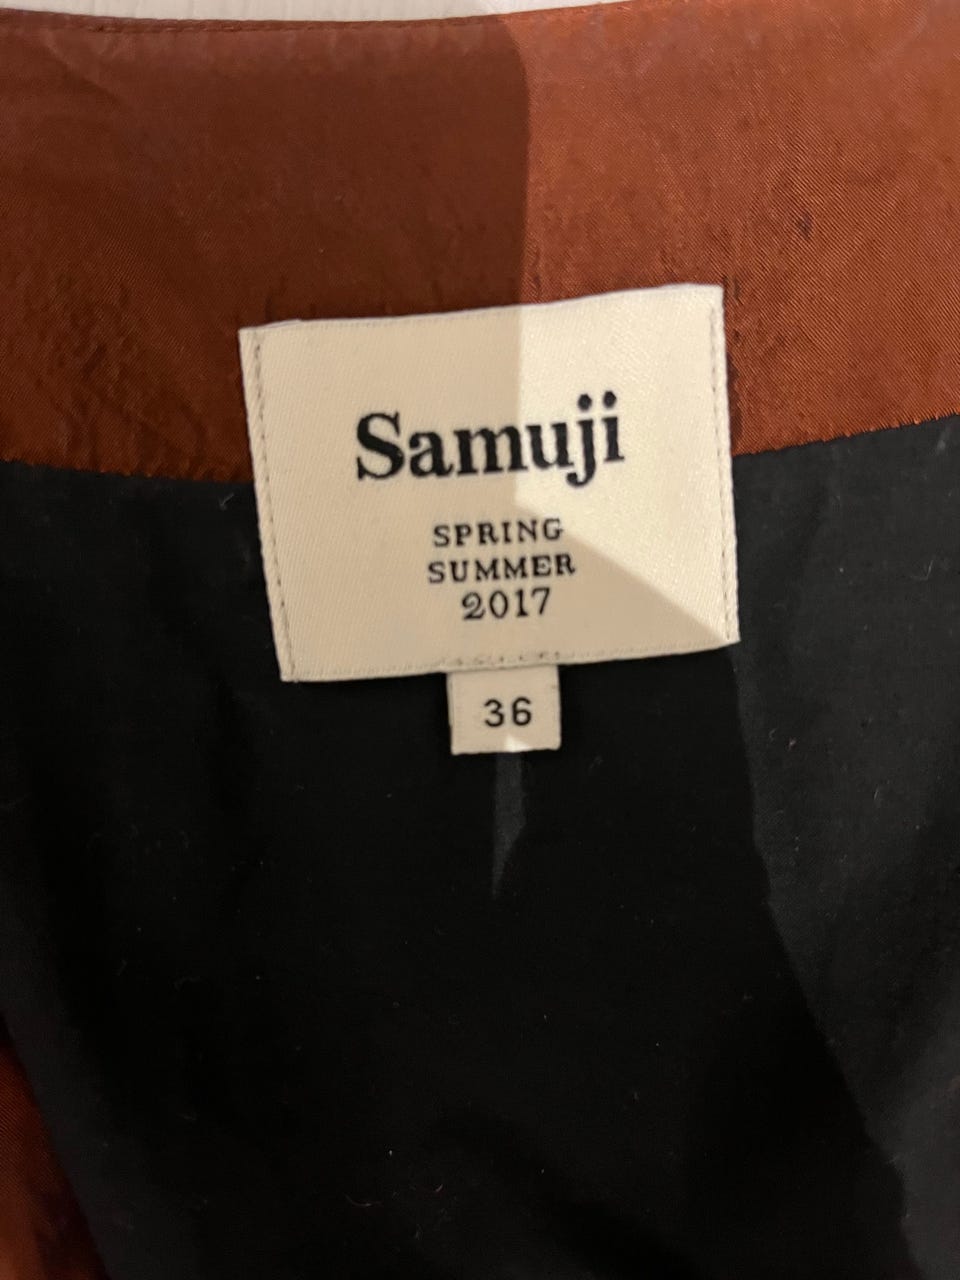 Samuji
SPRING
SUMMER
2017
36